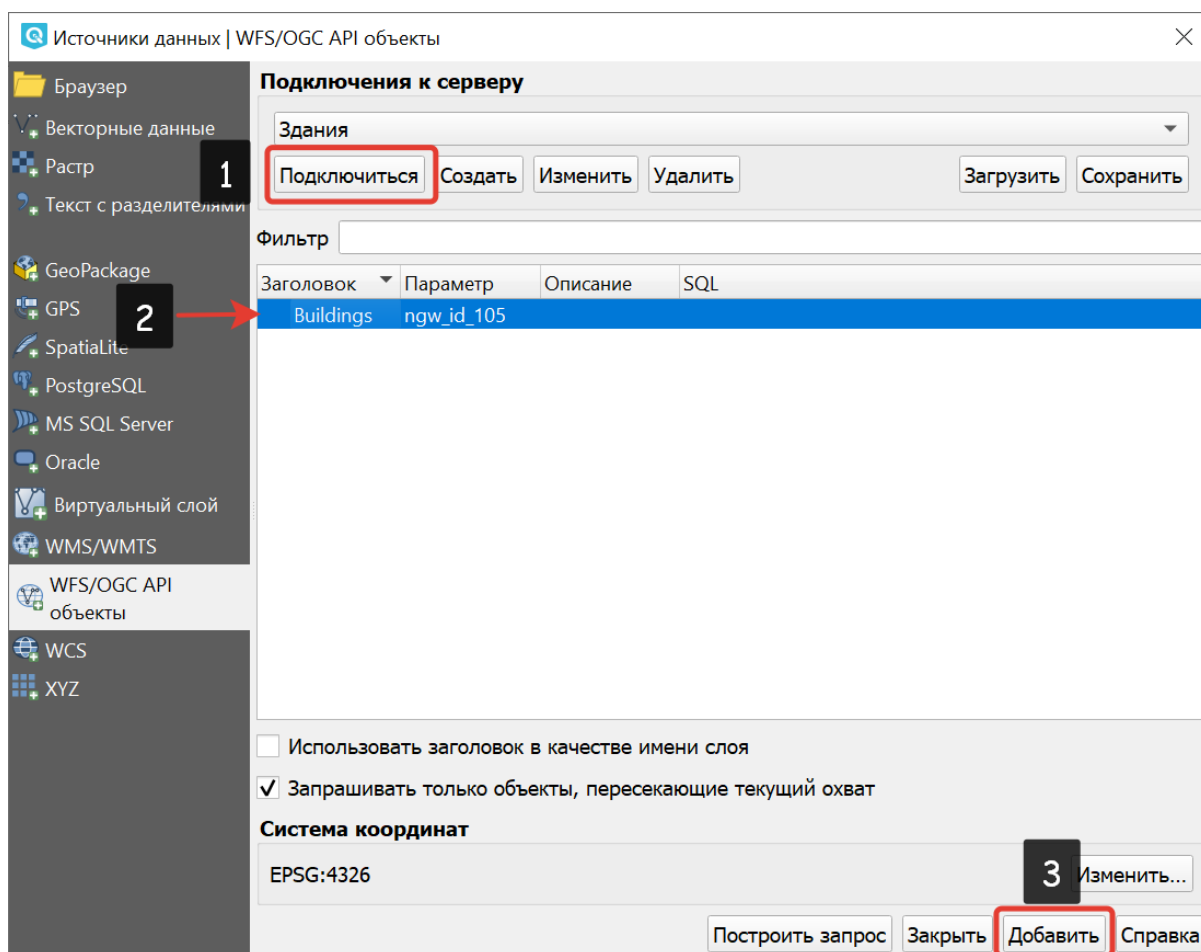 Источники данных | WFS/OGC API объекты
Браузер
Векторные данные
Растр
Текст с разделителями
GeoPackage
GPS
SpatiaLite
PostgreSQL
MS SQL Server
Oracle
Виртуальный слой
WMS/WMTS
WFS/OGC API
объекты
WCS
XYZ
Подключения к серверу
Здания
1
Подключиться Создать Изменить Удалить Загрузить Сохранить
Фильтр
Заголовок Параметр Описание SQL
2
Buildings ngw_id_105
Использовать заголовок в качестве имени слоя
Запрашивать только объекты, пересекающие текущий охват
Система координат
EPSG:4326
3
Изменить...
Построить запрос Закрыть Добавить Справка